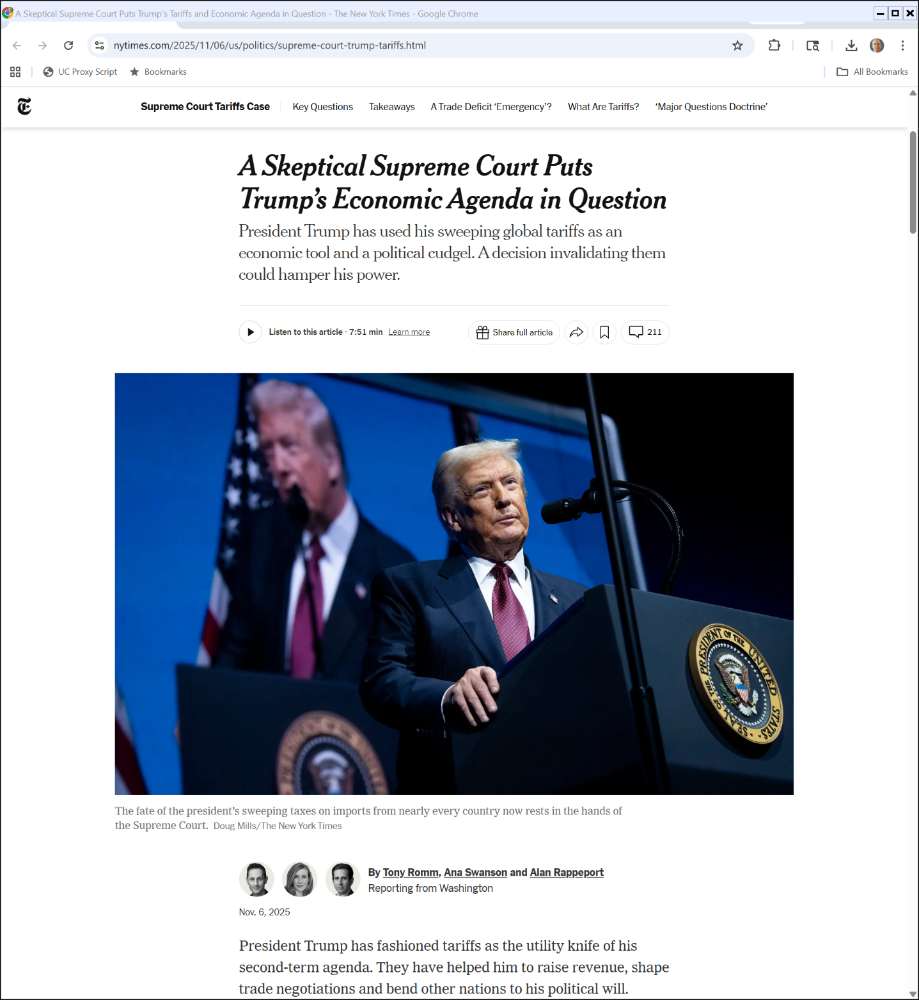 A Skeptical Supreme Court Puts Trump's Tariffs and Economic Agenda in Question - The New York Times - Google Chrome
nytimes.com/2025/11/06/us/politics/supreme-court-trump-tariffs.html
UC Proxy Script Bookmarks All Bookmarks
Supreme Court Tariffs Case Key Questions Takeaways A Trade Deficit ‘Emergency’? What Are Tariffs? ‘Major Questions Doctrine’
A Skeptical Supreme Court Puts
Trump’s Economic Agenda in Question
President Trump has used his sweeping global tariffs as an
economic tool and a political cudgel. A decision invalidating them
could hamper his power.
Listen to this article · 7:51 min Learn more Share full article 211
SEAL OF THE PRESIDENT OF THE UNITED STATES
The fate of the president’s sweeping taxes on imports from nearly every country now rests in the hands of
the Supreme Court. Doug Mills/The New York Times
By Tony Romm, Ana Swanson and Alan Rappeport
Reporting from Washington
Nov. 6, 2025
President Trump has fashioned tariffs as the utility knife of his
second-term agenda. They have helped him to raise revenue, shape
trade negotiations and bend other nations to his political will.